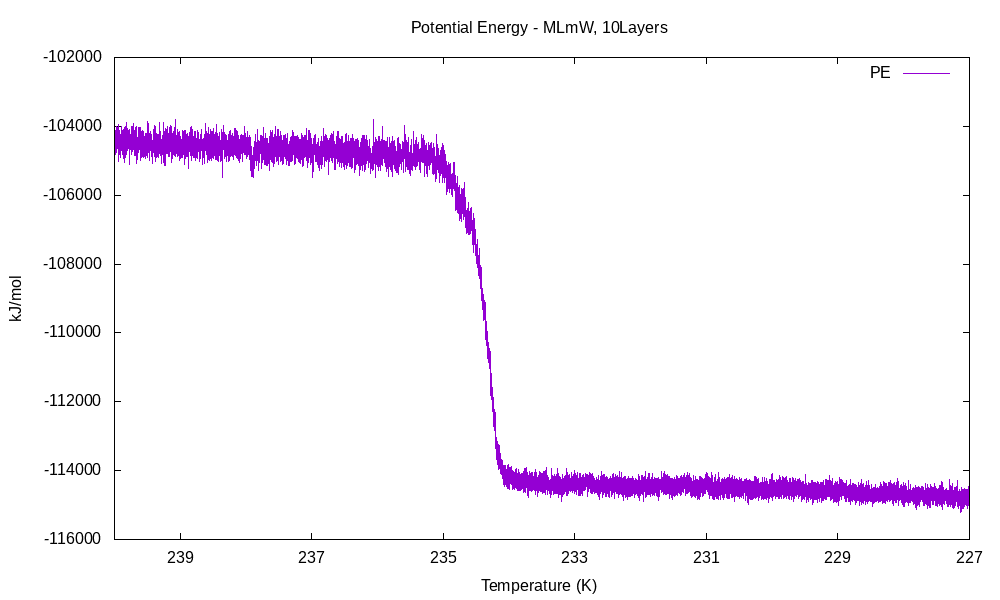 Potential Energy - MLmW, 10Layers
PE
-102000
-104000
-106000
-108000
-110000
-112000
-114000
-116000
kJ/mol
239 237 235 233 231 229 227
Temperature (K)